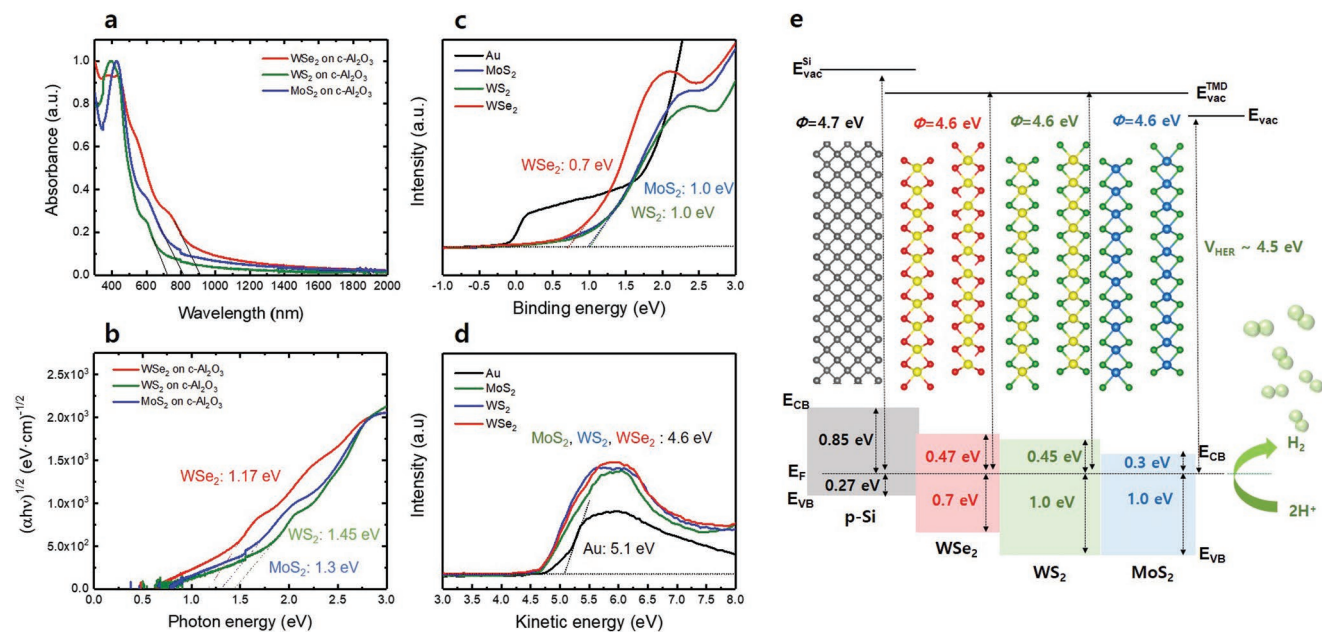 a
Absorbance (a.u.)
1.0
0.8
0.6
0.4
0.2
0.0
WSe₂ on c-Al₂O₃
WS₂ on c-Al₂O₃
MoS₂ on c-Al₂O₃
400 600 800 1000 1200 1400 1600 1800 2000
Wavelength (nm)
b
(αhν)^1/2 (eV·cm)^-1/2
2.5x10³
2.0x10³
1.5x10³
1.0x10³
5.0x10²
0.0
WSe₂ on c-Al₂O₃
WS₂ on c-Al₂O₃
MoS₂ on c-Al₂O₃
WSe₂: 1.17 eV
WS₂: 1.45 eV
MoS₂: 1.3 eV
0.0 0.5 1.0 1.5 2.0 2.5 3.0
Photon energy (eV)
c
Intensity (a.u.)
Au
MoS₂
WS₂
WSe₂
WSe₂: 0.7 eV
MoS₂: 1.0 eV
WS₂: 1.0 eV
-1.0 -0.5 0.0 0.5 1.0 1.5 2.0 2.5 3.0
Binding energy (eV)
d
Intensity (a.u)
Au
MoS₂
WS₂
WSe₂
MoS₂, WS₂, WSe₂ : 4.6 eV
Au: 5.1 eV
3.0 3.5 4.0 4.5 5.0 5.5 6.0 6.5 7.0 7.5 8.0
Kinetic energy (eV)
e
E_vac^Si
E_vac^TMD
E_vac
Φ=4.7 eV Φ=4.6 eV Φ=4.6 eV Φ=4.6 eV
V_HER ~ 4.5 eV
E_CB
0.85 eV 0.47 eV 0.45 eV 0.3 eV E_CB
E_F
0.27 eV
E_VB
0.7 eV 1.0 eV 1.0 eV
E_VB
p-Si
WSe₂
WS₂
MoS₂
H₂
2H⁺